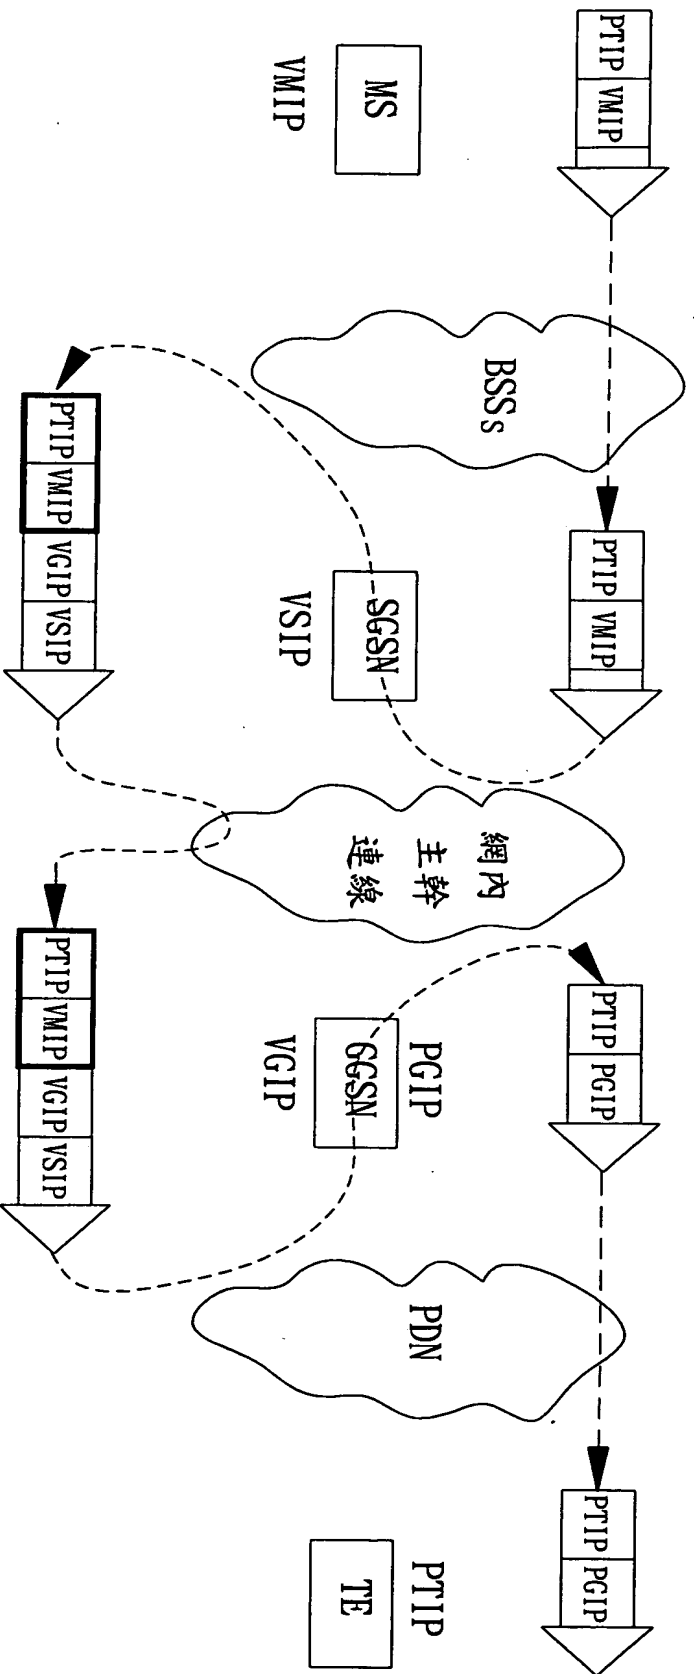 PTIP VMIP
PTIP VMIP
PTIP PGIP
PTIP PGIP
BSSs
網內
主幹
連線
PGIP
PDN
PTIP
MS
SGSN
GGSN
TE
VMIP
VSIP
VGIP
PTIP VMIP VGIP VSIP
PTIP VMIP VGIP VSIP